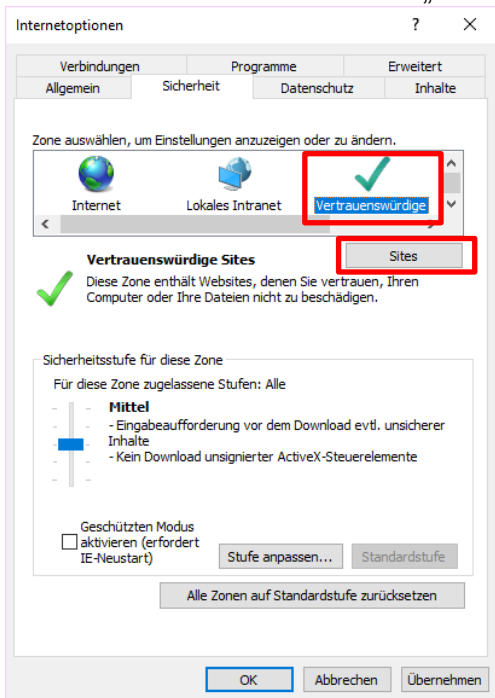 „
Internetoptionen ? ×
Verbindungen Programme Erweitert
Allgemein Sicherheit Datenschutz Inhalte
Zone auswählen, um Einstellungen anzuzeigen oder zu ändern.
Internet Lokales Intranet Vertrauenswürdige
Vertrauenswürdige Sites
Sites
Diese Zone enthält Websites, denen Sie vertrauen, Ihren
Computer oder Ihre Dateien nicht zu beschädigen.
Sicherheitsstufe für diese Zone
Für diese Zone zugelassene Stufen: Alle
Mittel
- Eingabeaufforderung vor dem Download evtl. unsicherer
Inhalte
- Kein Download unsignierter ActiveX-Steuerelemente
Geschützten Modus
aktivieren (erfordert
IE-Neustart)
Stufe anpassen... Standardstufe
Alle Zonen auf Standardstufe zurücksetzen
OK Abbrechen Übernehmen